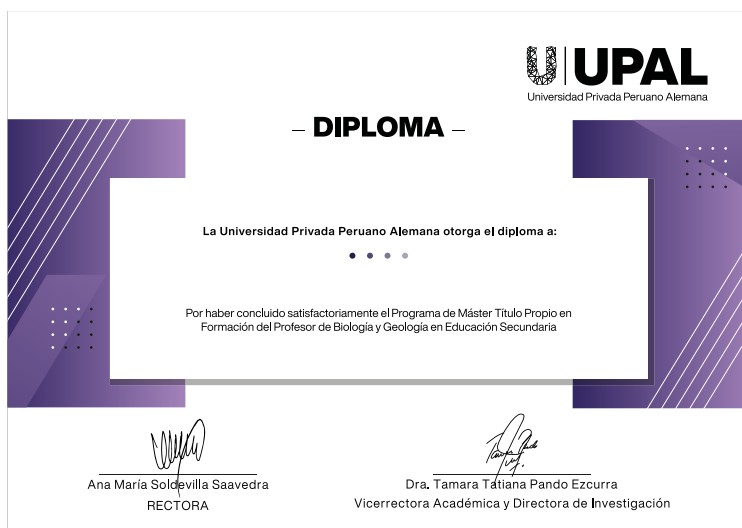 UPAL
Universidad Privada Peruano Alemana
– DIPLOMA –
La Universidad Privada Peruano Alemana otorga el diploma a:
Por haber concluido satisfactoriamente el Programa de Máster Título Propio en
Formación del Profesor de Biología y Geología en Educación Secundaria
Ana María Soldevilla Saavedra
RECTORA
Dra. Tamara Tatiana Pando Ezcurra
Vicerrectora Académica y Directora de Investigación